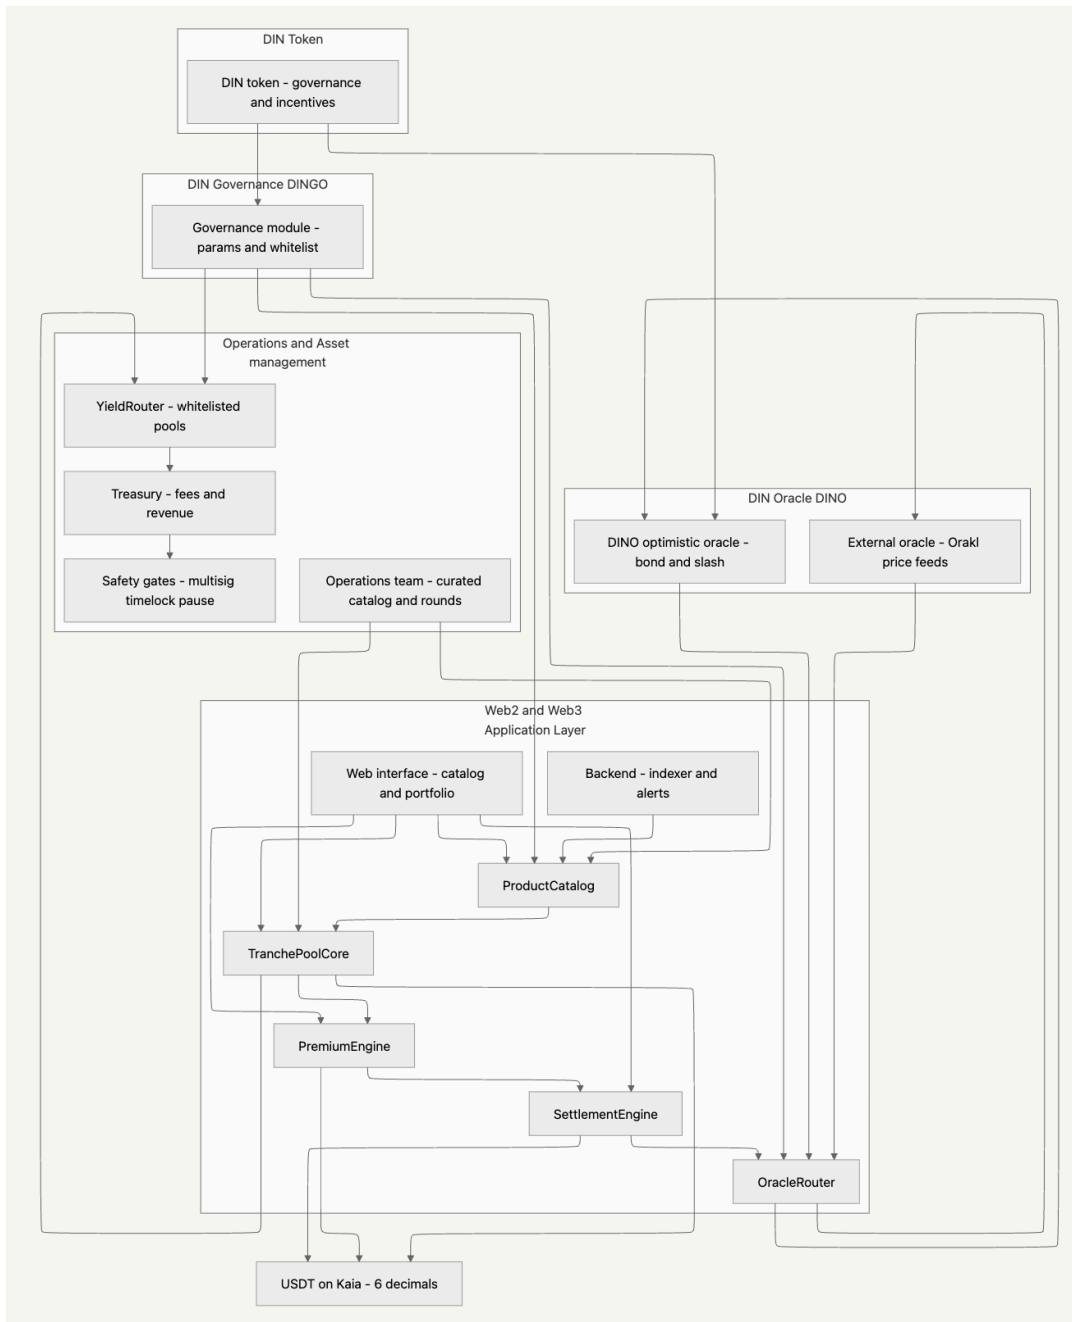 DIN Token
DIN token - governance
and incentives
DIN Governance DINGO
Governance module -
params and whitelist
Operations and Asset
management
YieldRouter - whitelisted
pools
Treasury - fees and
revenue
Safety gates - multisig
timelock pause
Operations team - curated
catalog and rounds
DIN Oracle DINO
DINO optimistic oracle -
bond and slash
External oracle - Orakl
price feeds
Web2 and Web3
Application Layer
Web interface - catalog
and portfolio
Backend - indexer and
alerts
ProductCatalog
TranchePoolCore
PremiumEngine
SettlementEngine
OracleRouter
USDT on Kaia - 6 decimals